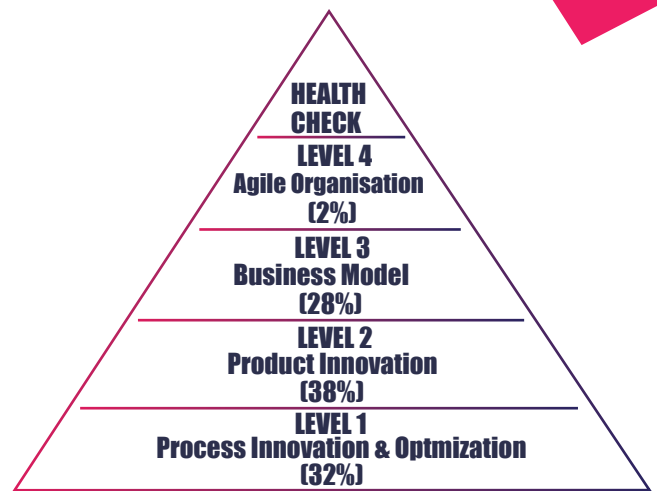 HEALTH
CHECK
LEVEL 4
Agile Organisation
(2%)
LEVEL 3
Business Model
(28%)
LEVEL 2
Product Innovation
(38%)
LEVEL 1
Process Innovation & Optmization
(32%)